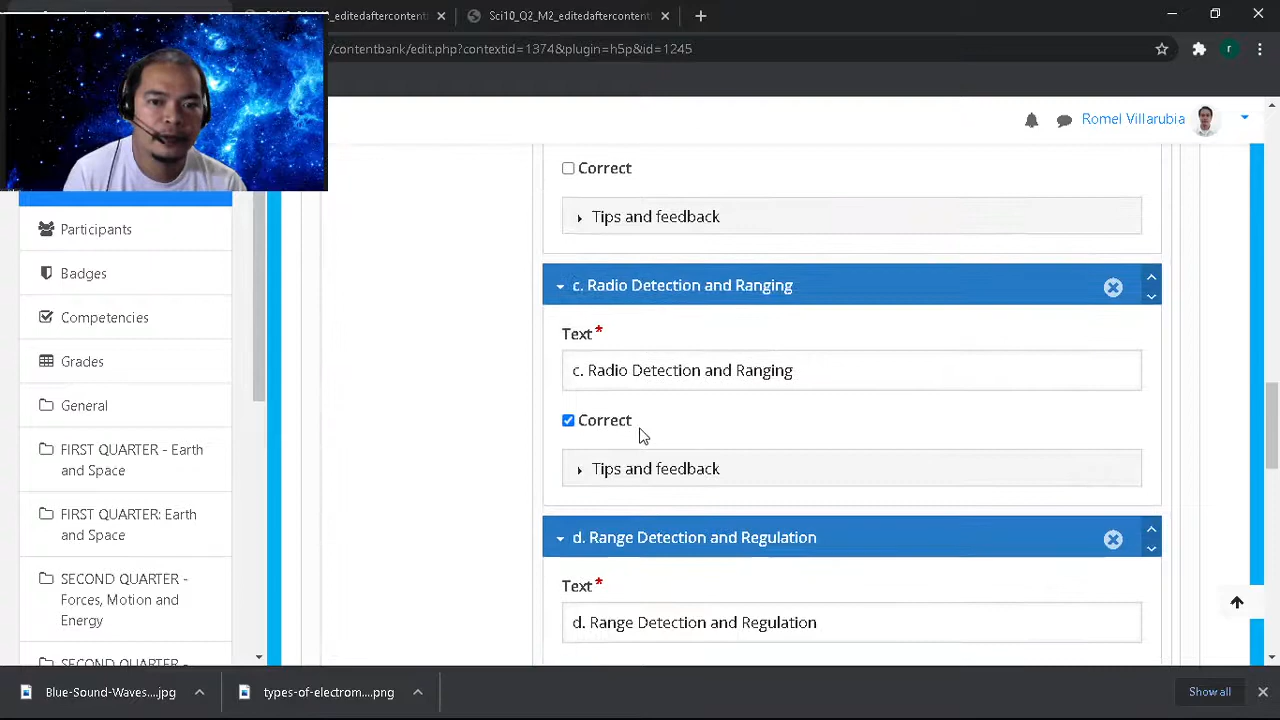 _editedaftercontent
Sci10_Q2_M2_editedaftercontent
/contentbank/edit.php?contextid=1374&plugin=h5p&id=1245
r
Romel Villarubia
Participants
Badges
Competencies
Grades
General
FIRST QUARTER - Earth
and Space
FIRST QUARTER: Earth
and Space
SECOND QUARTER -
Forces, Motion and
Energy
SECOND QUARTER -
Correct
Tips and feedback
c. Radio Detection and Ranging
Text*
c. Radio Detection and Ranging
Correct
Tips and feedback
d. Range Detection and Regulation
Text*
d. Range Detection and Regulation
Blue-Sound-Waves....jpg
types-of-electrom....png
Show all